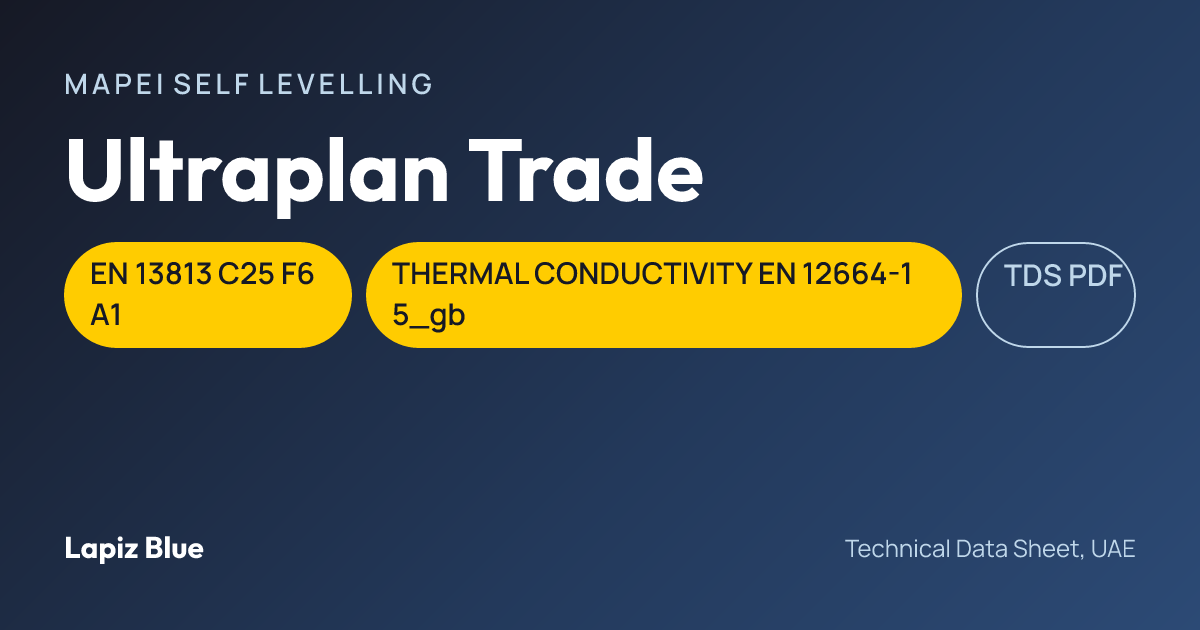 MAPEI SELF LEVELLING
Ultraplan Trade
EN 13813 C25 F6
A1
THERMAL CONDUCTIVITY EN 12664-1
5_gb
TDS PDF
Lapiz Blue
Technical Data Sheet, UAE